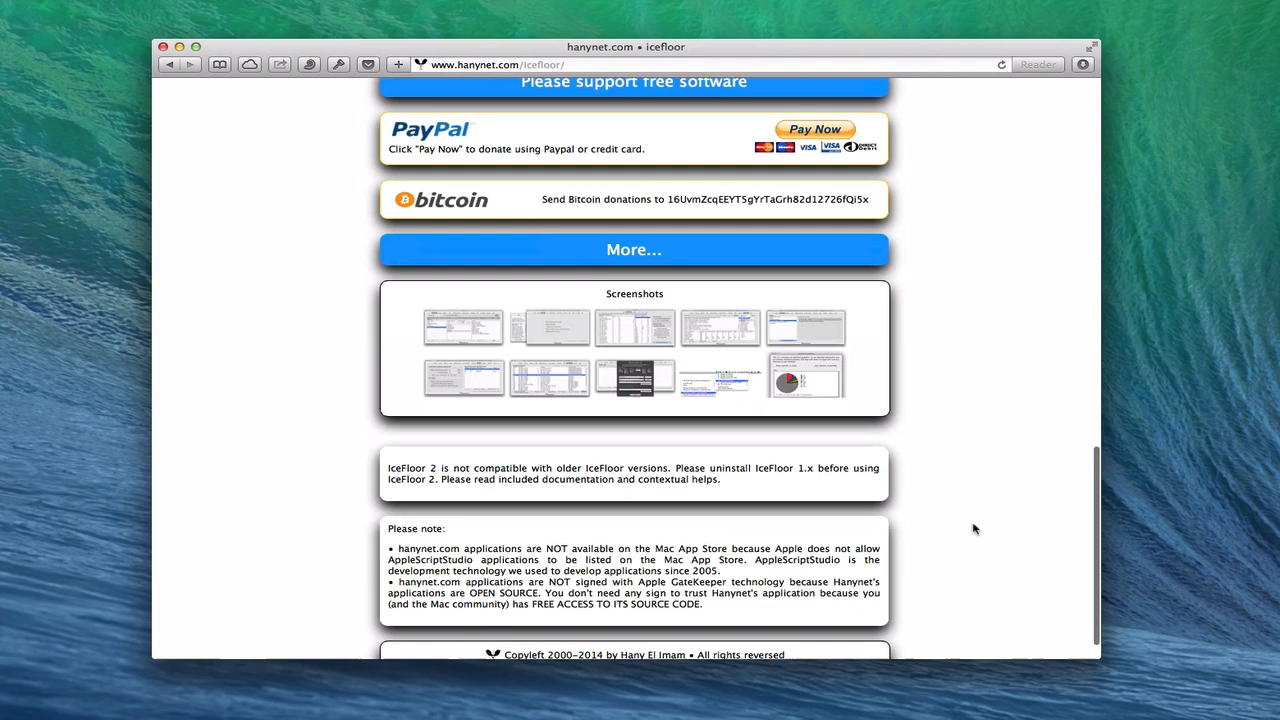 hanynet.com • icefloor
www.hanynet.com/icefloor/
Reader
Please support free software
PayPal
Pay Now
Click "Pay Now" to donate using Paypal or credit card.
VISA VISA DIRECT Debit
bitcoin
Send Bitcoin donations to 16UvmZcqEEYT5gYrTaGrh82d12726fQi5x
More...
Screenshots
IceFloor 2 is not compatible with older IceFloor versions. Please uninstall IceFloor 1.x before using
IceFloor 2. Please read included documentation and contextual helps.
Please note:
• hanynet.com applications are NOT available on the Mac App Store because Apple does not allow
AppleScriptStudio applications to be listed on the Mac App Store. AppleScriptStudio is the
development technology we used to develop applications since 2005.
• hanynet.com applications are NOT signed with Apple GateKeeper technology because Hanynet's
applications are OPEN SOURCE. You don't need any sign to trust Hanynet's application because you
(and the Mac community) has FREE ACCESS TO ITS SOURCE CODE.
Copyleft 2000-2014 by Hany El Imam • All rights reversed